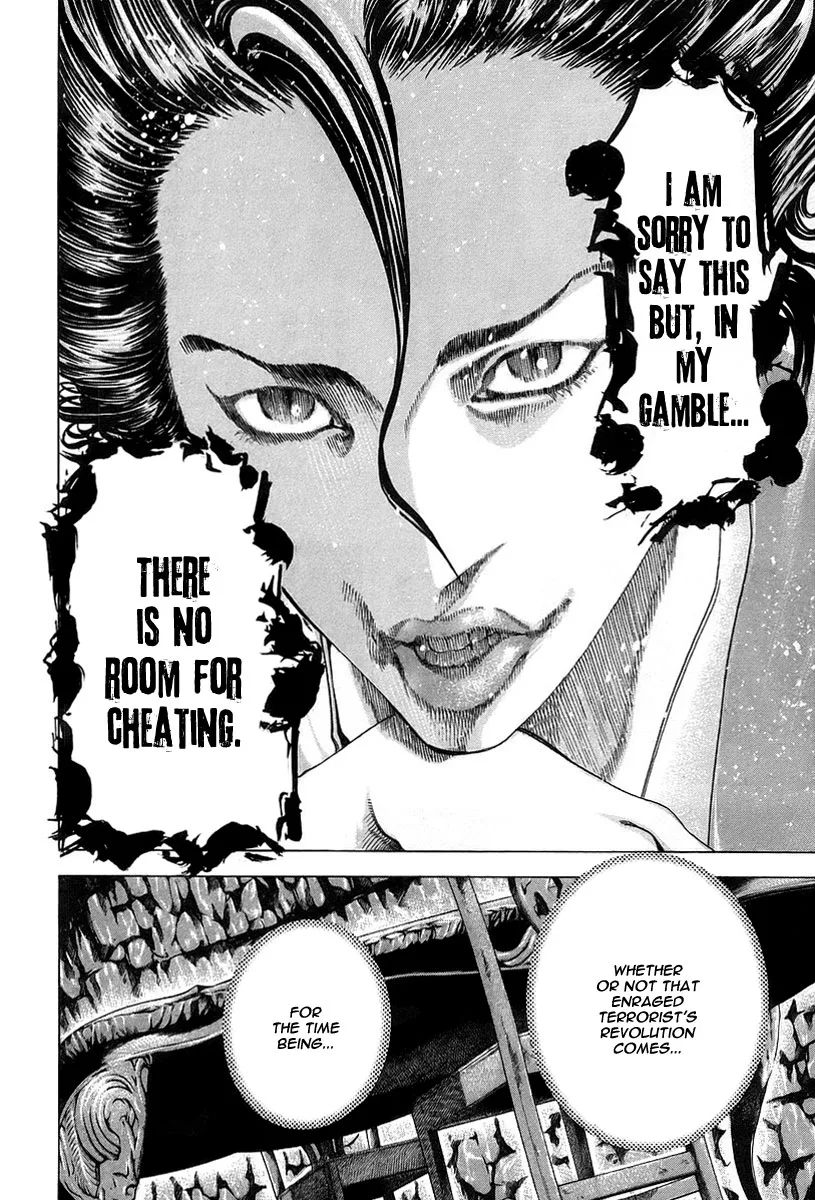 I AM
SORRY TO
SAY THIS
BUT, IN
MY
GAMBLE...
THERE
IS NO
ROOM FOR
CHEATING.
WHETHER
OR NOT THAT
ENRAGED
TERRORIST'S
REVOLUTION
COMES...
FOR
THE TIME
BEING...